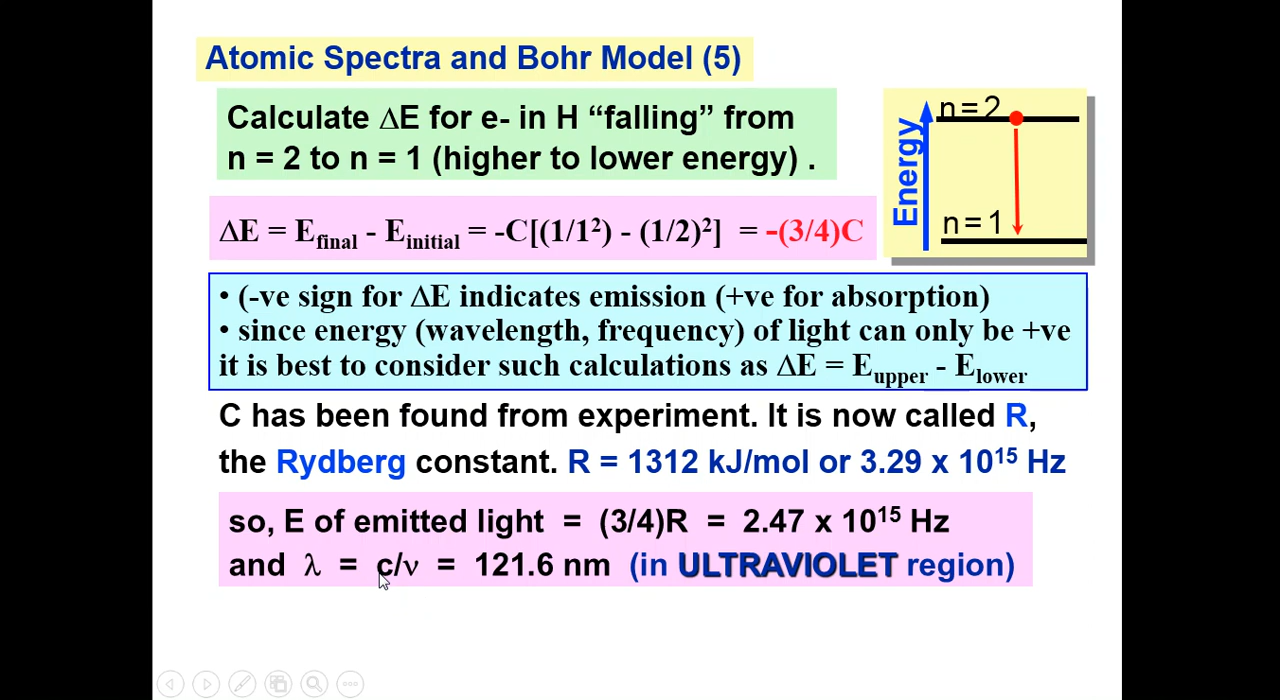 Atomic Spectra and Bohr Model (5)
Calculate ΔE for e- in H “falling” from
n = 2 to n = 1 (higher to lower energy) .
n = 2
Energy
n = 1
ΔE = E_final - E_initial = -C[(1/1²) - (1/2)²] = -(3/4)C
• (-ve sign for ΔE indicates emission (+ve for absorption)
• since energy (wavelength, frequency) of light can only be +ve
it is best to consider such calculations as ΔE = E_upper - E_lower
C has been found from experiment. It is now called R,
the Rydberg constant. R = 1312 kJ/mol or 3.29 x 10¹⁵ Hz
so, E of emitted light = (3/4)R = 2.47 x 10¹⁵ Hz
and λ = c/ν = 121.6 nm (in ULTRAVIOLET region)